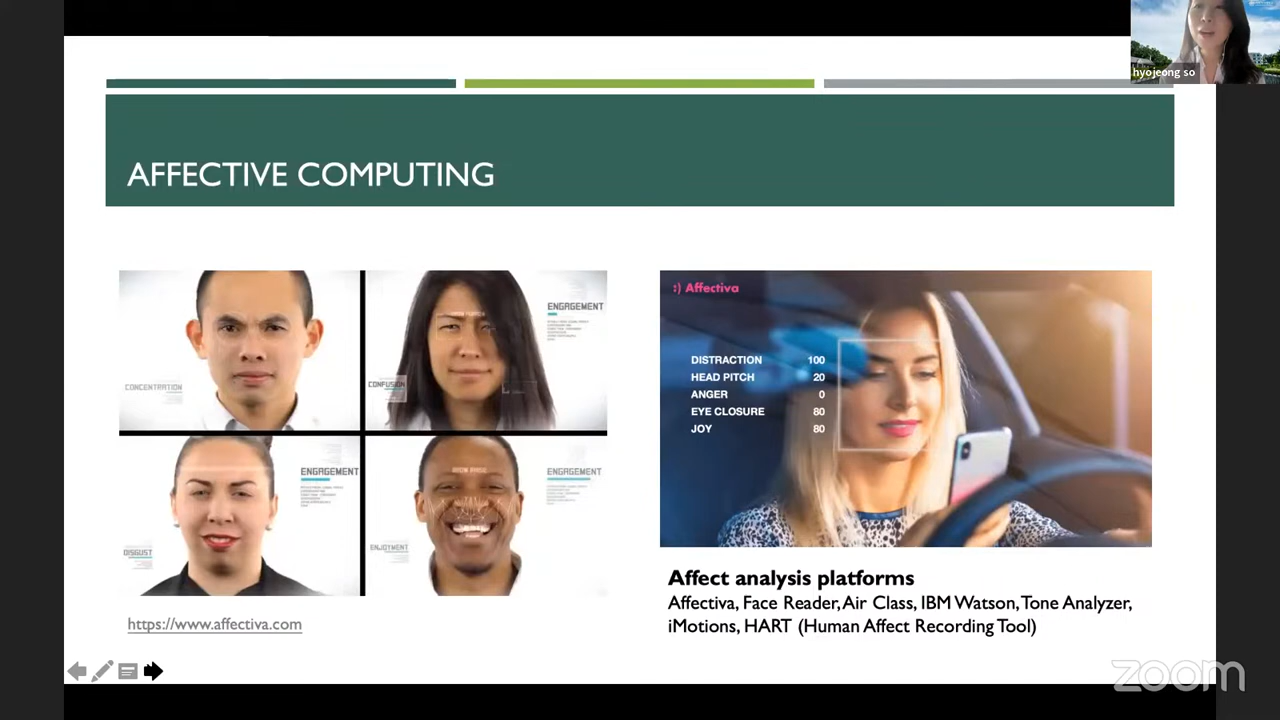 hyojeong so
AFFECTIVE COMPUTING
ENGAGEMENT
CONCENTRATION
CONFUSION
ENGAGEMENT
DISGUST
ENGAGEMENT
ENJOYMENT
:) Affectiva
DISTRACTION 100
HEAD PITCH 20
ANGER 0
EYE CLOSURE 80
JOY 80
https://www.affectiva.com
Affect analysis platforms
Affectiva, Face Reader, Air Class, IBM Watson, Tone Analyzer,
iMotions, HART (Human Affect Recording Tool)
zoom